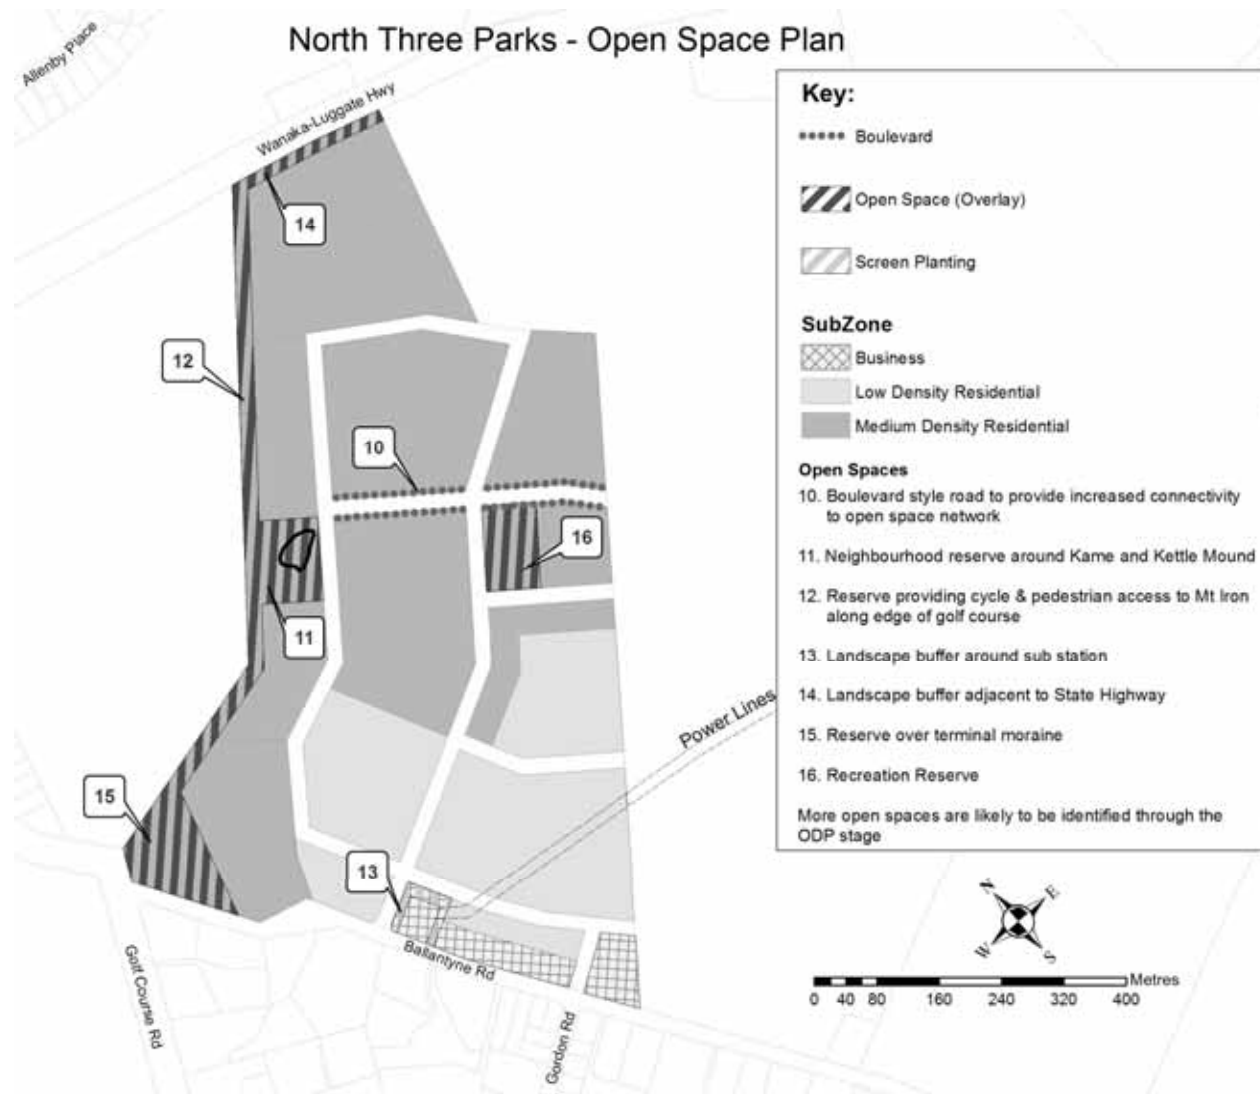 North Three Parks - Open Space Plan
Allenby Place
Wanaka-Luggate Hwy
14
12
10
16
11
15
13
Power Lines
Ballantyne Rd
Golf Course Rd
Gordon Rd
Key:
Boulevard
Open Space (Overlay)
Screen Planting
SubZone
Business
Low Density Residential
Medium Density Residential
Open Spaces
10. Boulevard style road to provide increased connectivity
to open space network
11. Neighbourhood reserve around Kame and Kettle Mound
12. Reserve providing cycle & pedestrian access to Mt Iron
along edge of golf course
13. Landscape buffer around sub station
14. Landscape buffer adjacent to State Highway
15. Reserve over terminal moraine
16. Recreation Reserve
More open spaces are likely to be identified through the
ODP stage
N
E
W
S
Metres
0 40 80 160 240 320 400